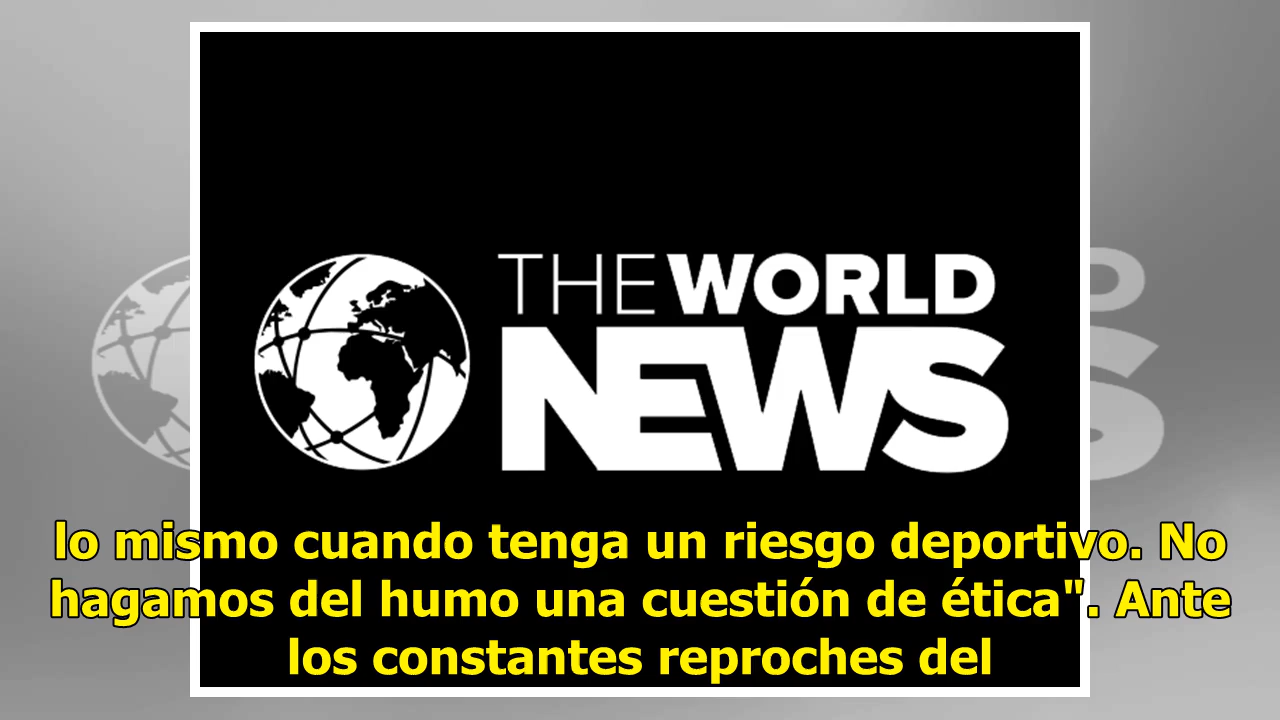 THE WORLD
NEWS
lo mismo cuando tenga un riesgo deportivo. No
hagamos del humo una cuestión de ética". Ante
los constantes reproches del